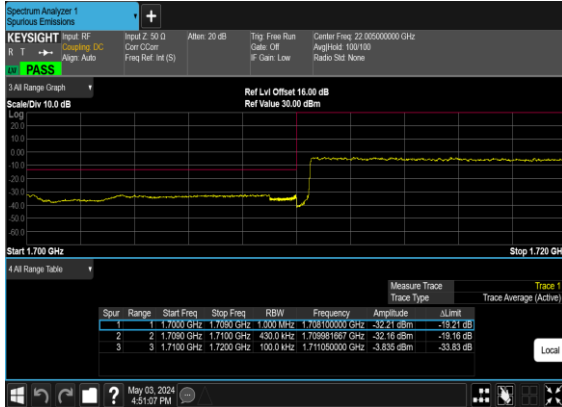 Spectrum Analyzer 1
Spurious Emissions
KEYSIGHT Input: RF Input Z: 50 Ω Atten: 20 dB Trig: Free Run Center Freq: 22.005000000 GHz
R T Coupling: DC Corr CCorr Gate: Off Avg|Hold: 100/100
Align: Auto Freq Ref: Int (S) IF Gain: Low Radio Std: None
PASS
3 All Range Graph
Ref Lvl Offset 16.00 dB
Scale/Div 10.0 dB Ref Value 30.00 dBm
Log
20.0
10.0
0.00
-10.0
-20.0
-30.0
-40.0
-50.0
-60.0
Start 1.700 GHz Stop 1.720 GH
4 All Range Table
Measure Trace Trace 1
Trace Type Trace Average (Active)
Spur Range Start Freq Stop Freq RBW Frequency Amplitude ΔLimit
1 1 1.7000 GHz 1.7090 GHz 1.000 MHz 1.708100000 GHz -32.21 dBm -19.21 dB
2 2 1.7090 GHz 1.7100 GHz 430.0 kHz 1.709981667 GHz -32.16 dBm -19.16 dB
3 3 1.7100 GHz 1.7200 GHz 100.0 kHz 1.711050000 GHz -3.835 dBm -33.83 dB
Local
May 03, 2024
4:51:07 PM